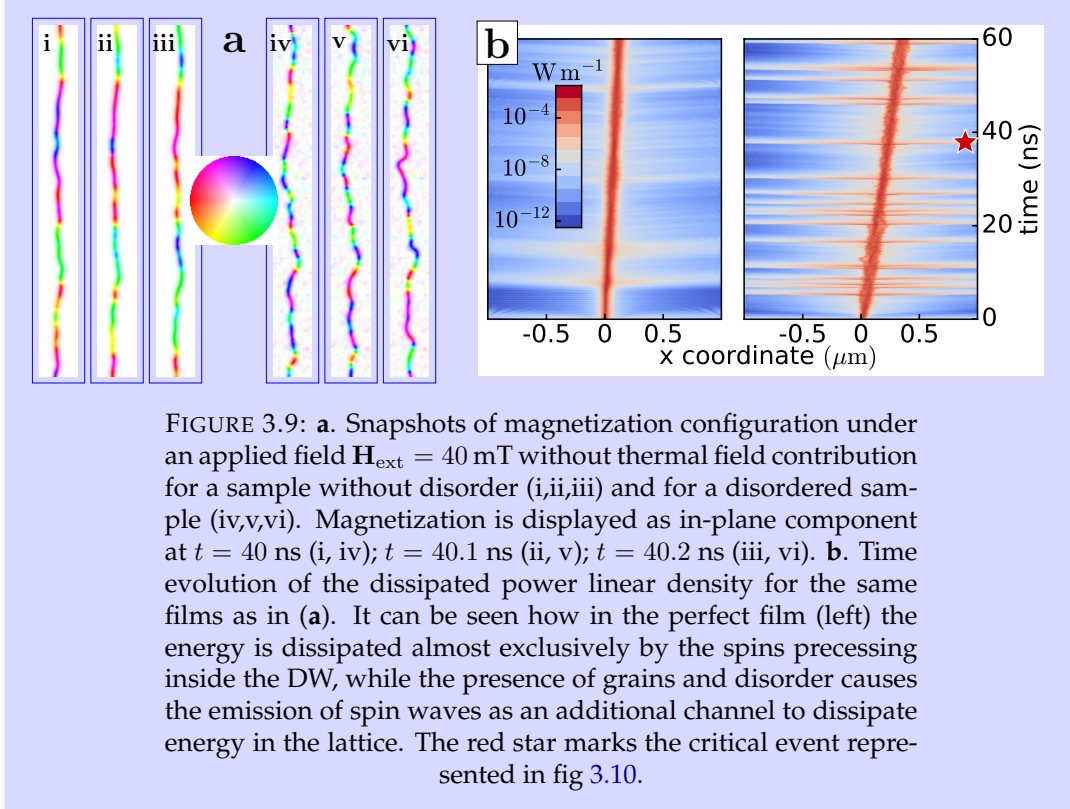 i ii iii a iv v vi
b
W m−1
10−4
10−8
10−12
-0.5 0 0.5
-0.5 0 0.5
x coordinate (μm)
60
40
20
0
time (ns)
FIGURE 3.9: a. Snapshots of magnetization configuration under
an applied field Hext = 40 mT without thermal field contribution
for a sample without disorder (i,ii,iii) and for a disordered sam-
ple (iv,v,vi). Magnetization is displayed as in-plane component
at t = 40 ns (i, iv); t = 40.1 ns (ii, v); t = 40.2 ns (iii, vi). b. Time
evolution of the dissipated power linear density for the same
films as in (a). It can be seen how in the perfect film (left) the
energy is dissipated almost exclusively by the spins precessing
inside the DW, while the presence of grains and disorder causes
the emission of spin waves as an additional channel to dissipate
energy in the lattice. The red star marks the critical event repre-
sented in fig 3.10.